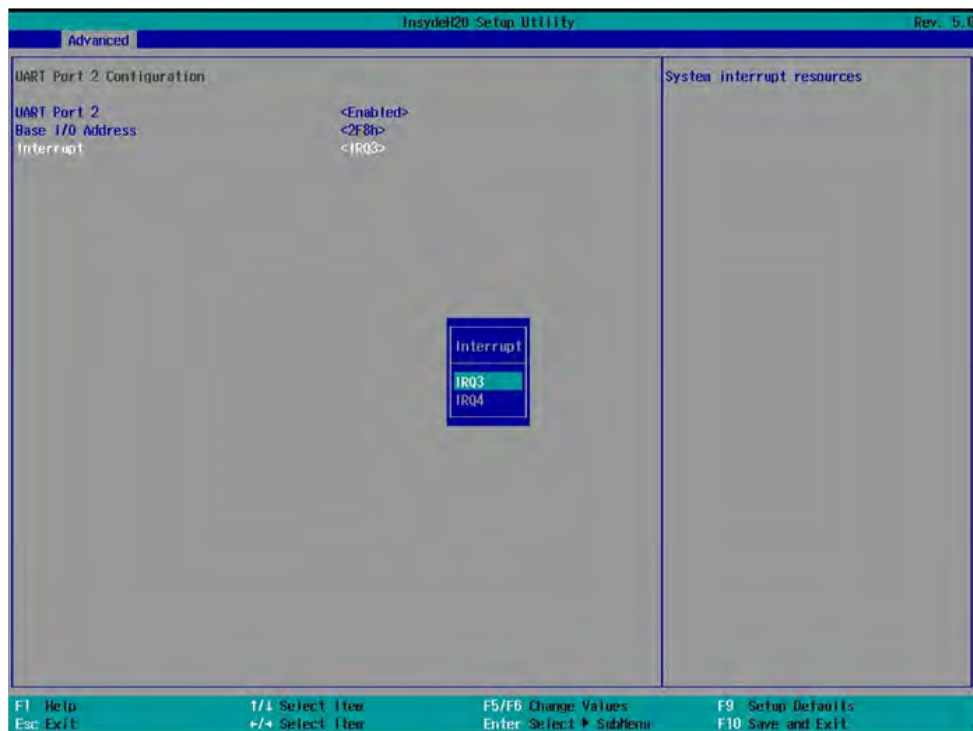 InsydeH20 Setup Utility Rev. 5.0
Advanced
UART Port 2 Configuration
System interrupt resources
UART Port 2 <Enabled>
Base I/O Address <2F8h>
Interrupt <IRQ3>
Interrupt
IRQ3
IRQ4
F1 Help ↑/↓ Select Item F5/F6 Change Values F9 Setup Defaults
Esc Exit ←/→ Select Item Enter Select ▶ SubMenu F10 Save and Exit